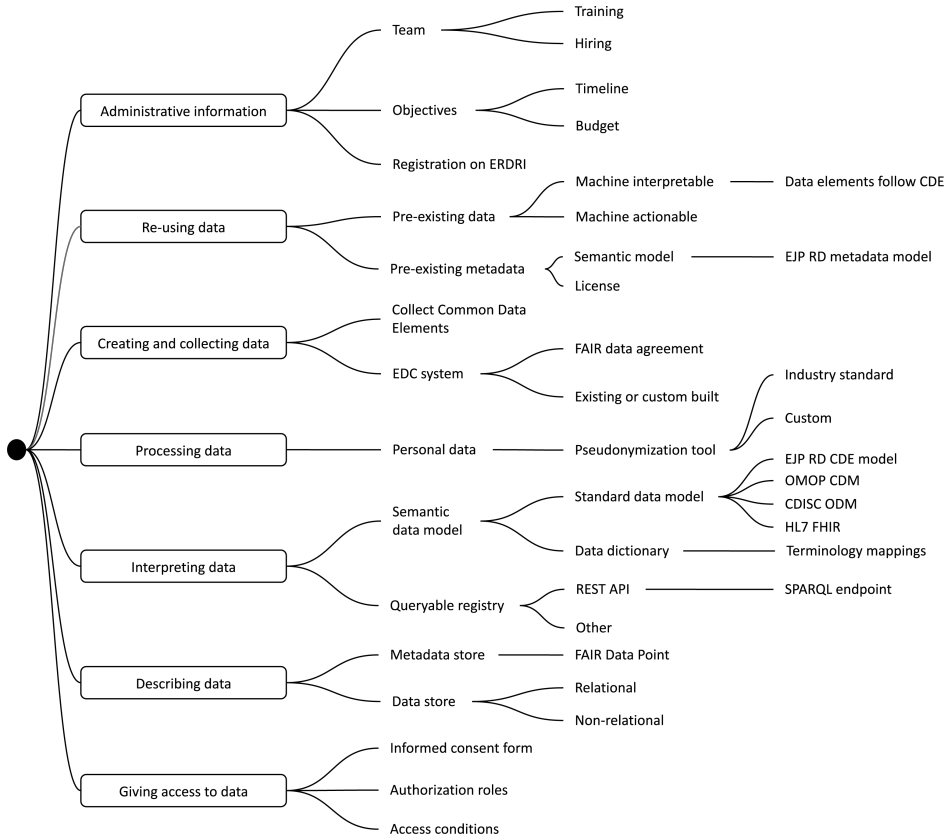 Team
Training
Hiring
Administrative information
Objectives
Timeline
Budget
Registration on ERDRI
Re-using data
Pre-existing data
Machine interpretable
Data elements follow CDE
Machine actionable
Pre-existing metadata
Semantic model
EJP RD metadata model
License
Creating and collecting data
Collect Common Data
Elements
EDC system
FAIR data agreement
Existing or custom built
Processing data
Personal data
Pseudonymization tool
Industry standard
Custom
Interpreting data
Semantic
data model
Standard data model
EJP RD CDE model
OMOP CDM
CDISC ODM
HL7 FHIR
Data dictionary
Terminology mappings
Queryable registry
REST API
SPARQL endpoint
Other
Describing data
Metadata store
FAIR Data Point
Data store
Relational
Non-relational
Giving access to data
Informed consent form
Authorization roles
Access conditions